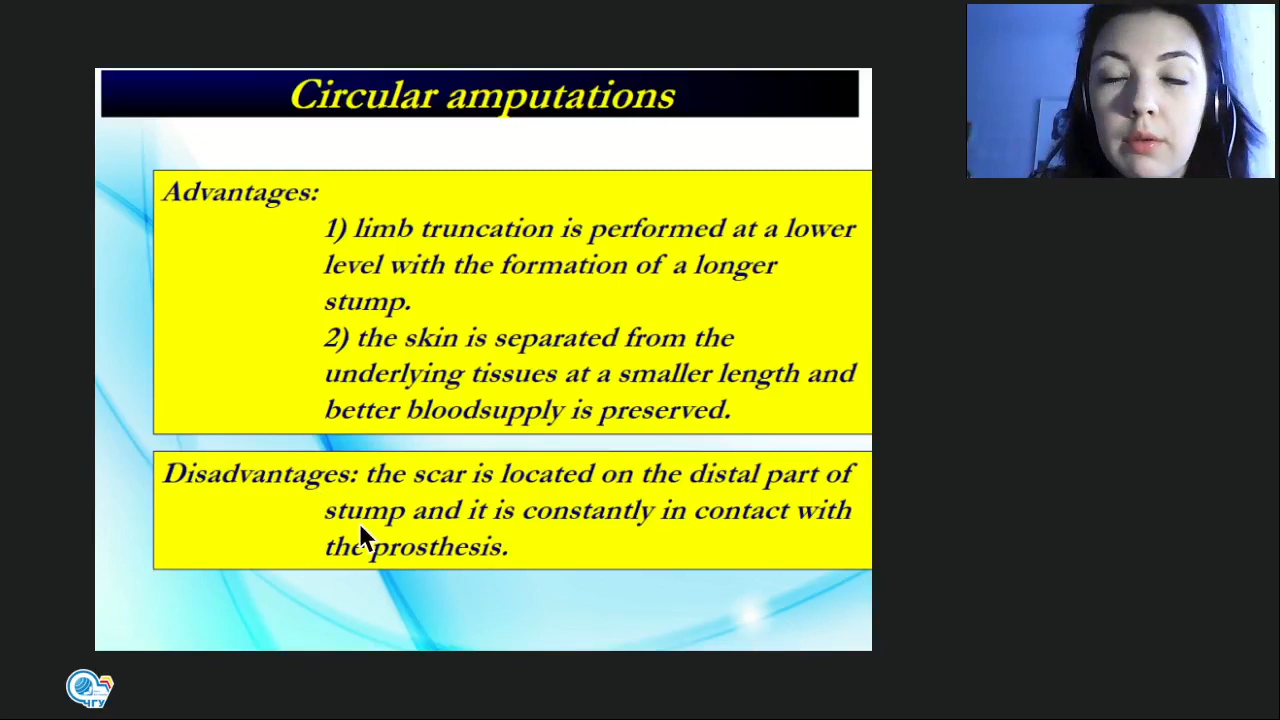 Circular amputations
Advantages:
1) limb truncation is performed at a lower
level with the formation of a longer
stump.
2) the skin is separated from the
underlying tissues at a smaller length and
better bloodsupply is preserved.
Disadvantages: the scar is located on the distal part of
stump and it is constantly in contact with
the prosthesis.
ЧГУ